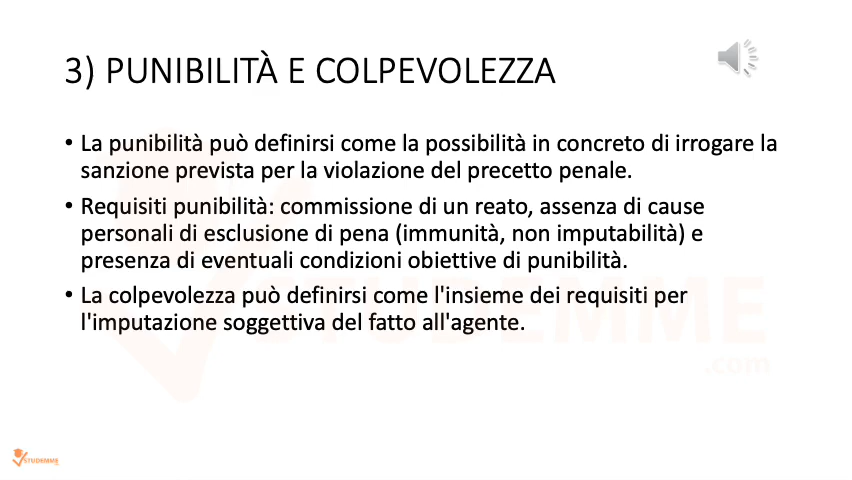 3) PUNIBILITÀ E COLPEVOLEZZA
• La punibilità può definirsi come la possibilità in concreto di irrogare la
sanzione prevista per la violazione del precetto penale.
• Requisiti punibilità: commissione di un reato, assenza di cause
personali di esclusione di pena (immunità, non imputabilità) e
presenza di eventuali condizioni obiettive di punibilità.
• La colpevolezza può definirsi come l'insieme dei requisiti per
l'imputazione soggettiva del fatto all'agente.
STUDEMME
.com
STUDEMME